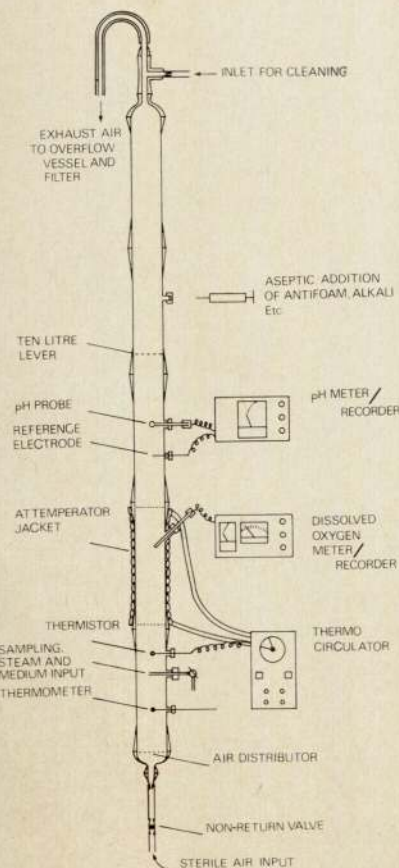 INLET FOR CLEANING
EXHAUST AIR
TO OVERFLOW
VESSEL AND
FILTER
ASEPTIC ADDITION
OF ANTIFOAM, ALKALI
Etc
TEN LITRE
LEVER
pH PROBE
pH METER/
RECORDER
REFERENCE
ELECTRODE
ATTEMPERATOR
JACKET
DISSOLVED
OXYGEN
METER/
RECORDER
THERMISTOR
THERMO
CIRCULATOR
SAMPLING,
STEAM AND
MEDIUM INPUT
THERMOMETER
AIR DISTRIBUTOR
NON-RETURN VALVE
STERILE AIR INPUT